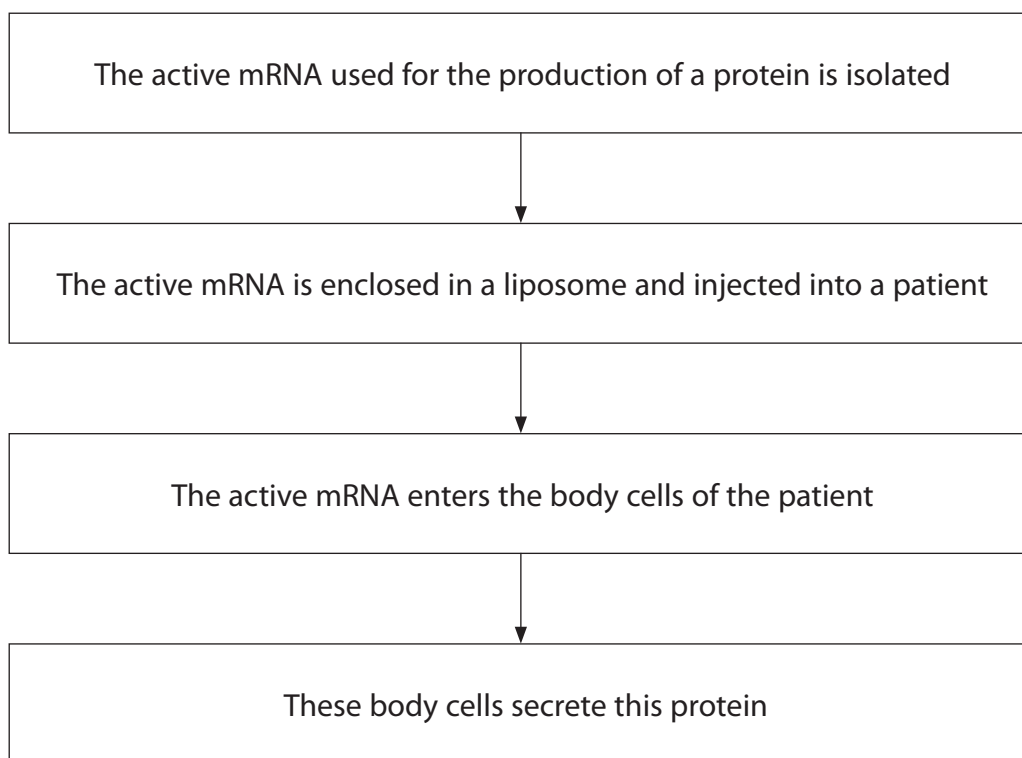 The active mRNA used for the production of a protein is isolated
The active mRNA is enclosed in a liposome and injected into a patient
The active mRNA enters the body cells of the patient
These body cells secrete this protein